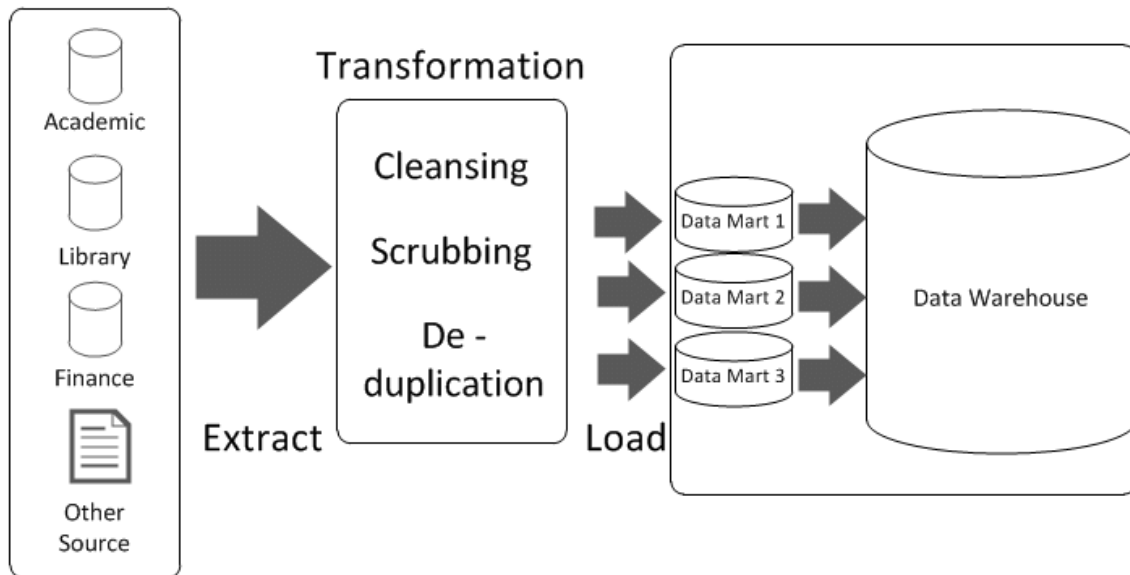 Academic
Library
Finance
Other
Source
Extract
Transformation
Cleansing
Scrubbing
De -
duplication
Load
Data Mart 1
Data Mart 2
Data Mart 3
Data Warehouse